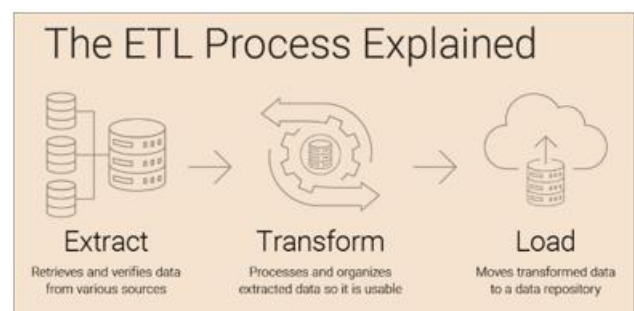 The ETL Process Explained
Extract
Retrieves and verifies data
from various sources
Transform
Processes and organizes
extracted data so it is usable
Load
Moves transformed data
to a data repository